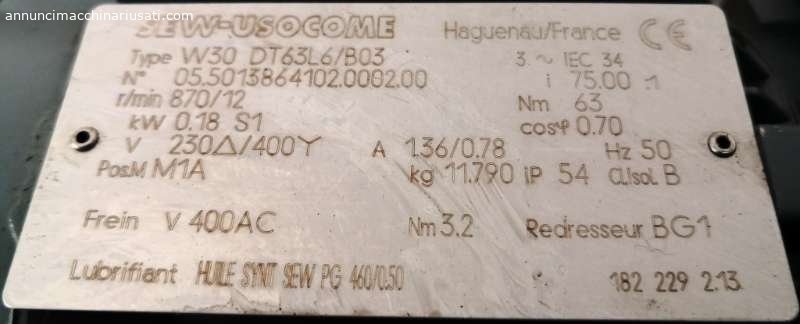 www.annuncimacchinariusati.com
SEW-USOCOME Haguenau/France CE
Type W30 DT63L6/B03 3 ~ IEC 34
N° 05.5013864102.0002.00 i 75.00 :1
r/min 870/12 Nm 63
kW 0.18 S1 cosφ 0.70
V 230Δ/400Y A 1.36/0.78 Hz 50
Pos.M M1A kg 11.790 IP 54 Cl.Isol. B
Frein V 400AC Nm 3.2 Redresseur BG1
Lubrifiant HUILE SYNT SEW PG 460/0.50 182 229 2.13